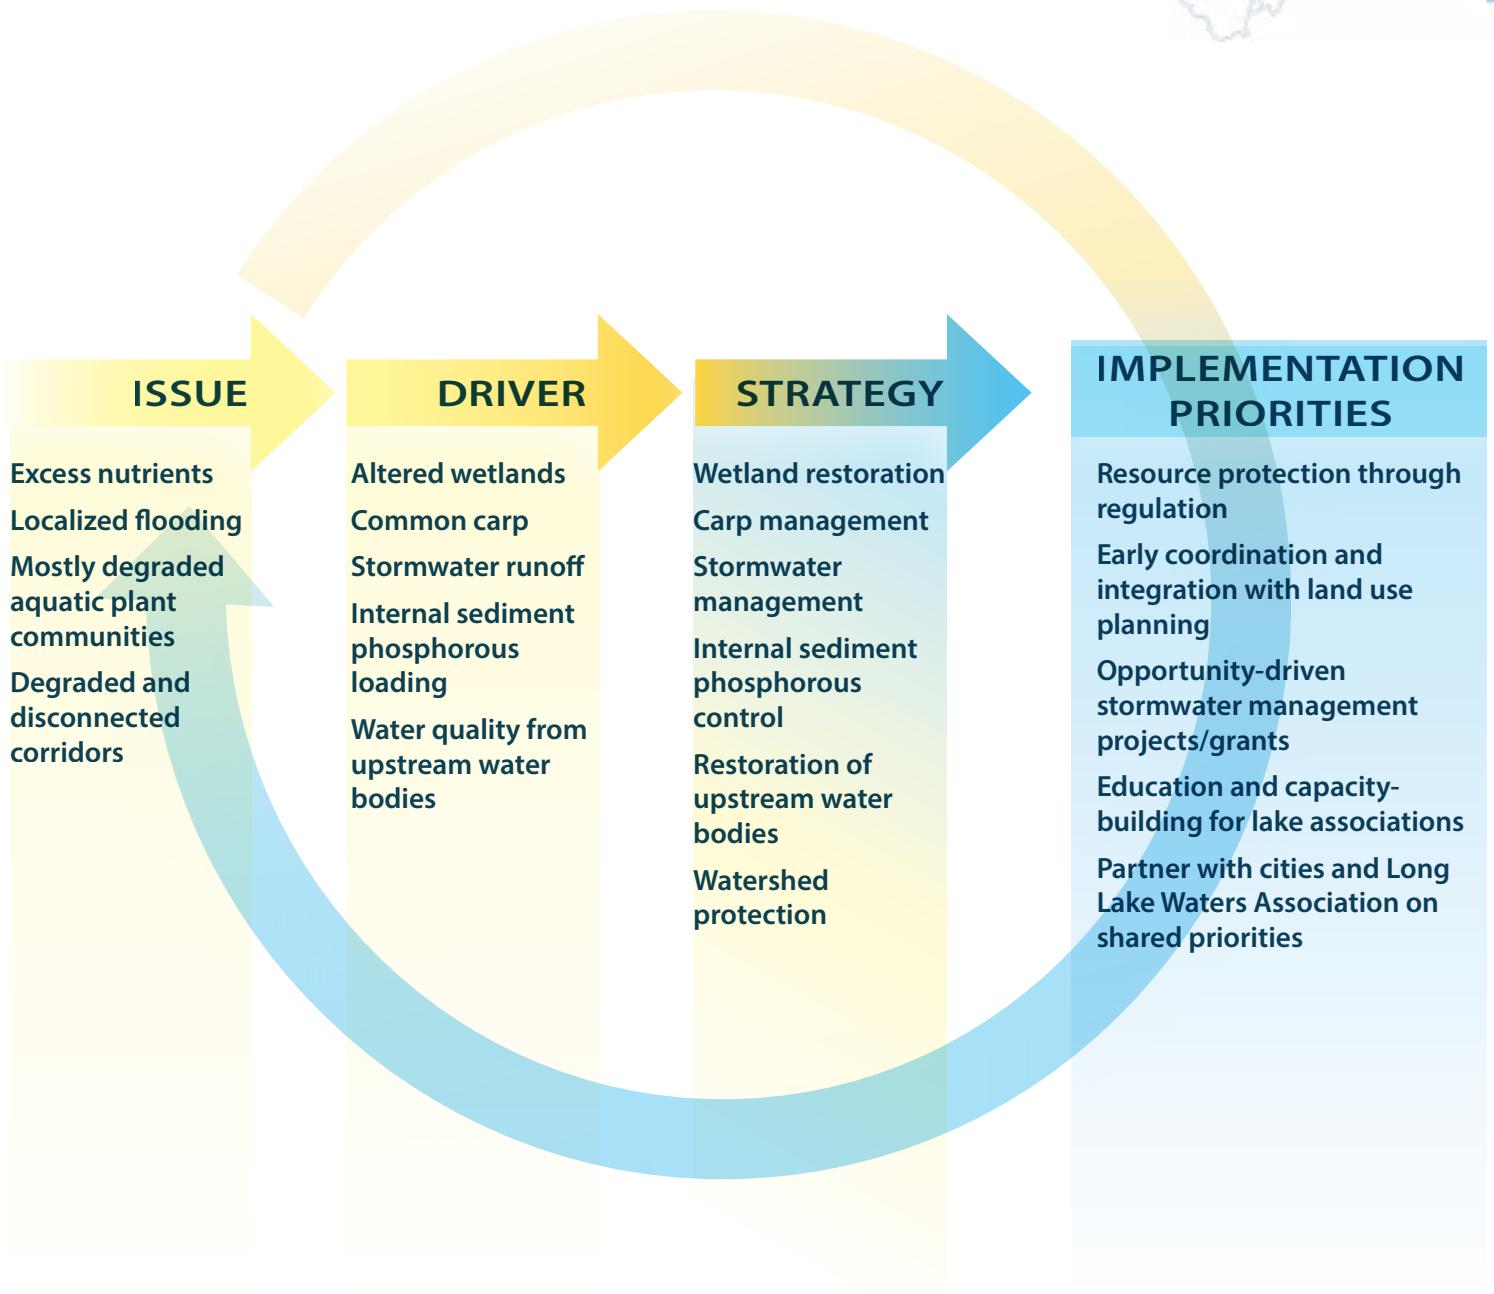 ISSUE
Excess nutrients
Localized flooding
Mostly degraded
aquatic plant
communities
Degraded and
disconnected
corridors
DRIVER
Altered wetlands
Common carp
Stormwater runoff
Internal sediment
phosphorous
loading
Water quality from
upstream water
bodies
STRATEGY
Wetland restoration
Carp management
Stormwater
management
Internal sediment
phosphorous
control
Restoration of
upstream water
bodies
Watershed
protection
IMPLEMENTATION
PRIORITIES
Resource protection through
regulation
Early coordination and
integration with land use
planning
Opportunity-driven
stormwater management
projects/grants
Education and capacity-
building for lake associations
Partner with cities and Long
Lake Waters Association on
shared priorities